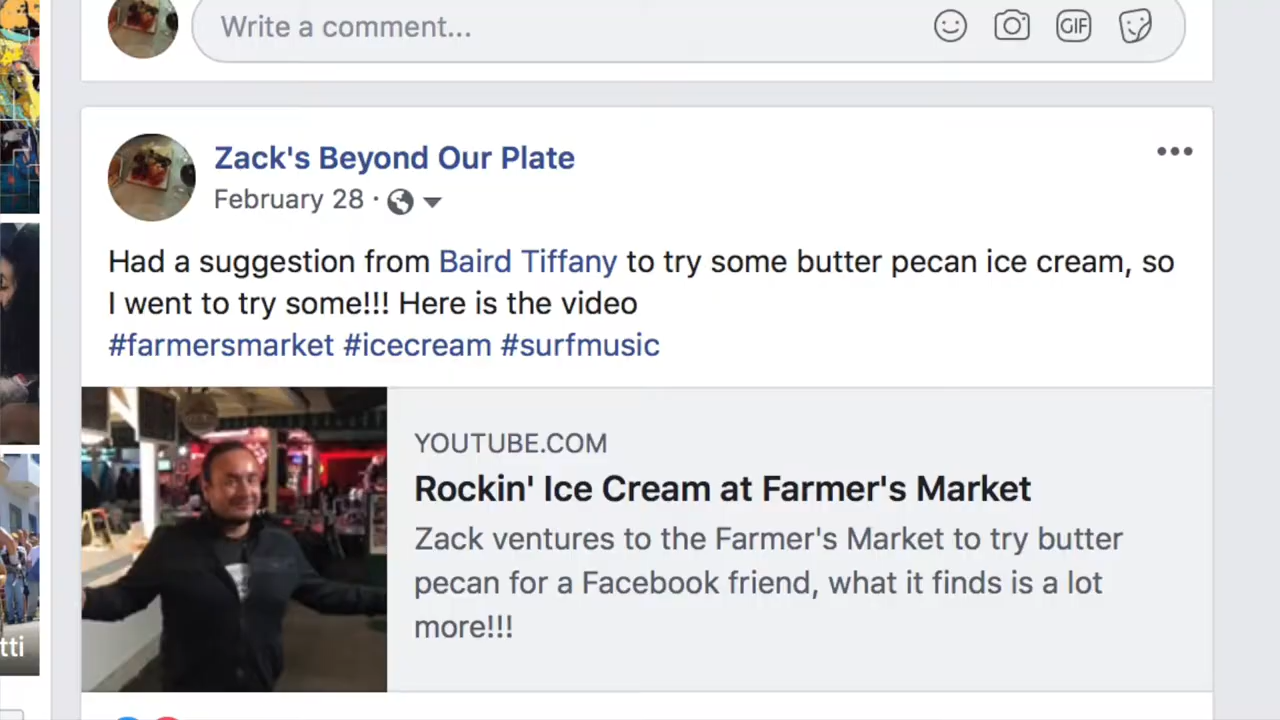 Write a comment...
GIF
Zack's Beyond Our Plate
February 28 ·
Had a suggestion from Baird Tiffany to try some butter pecan ice cream, so
I went to try some!!! Here is the video
#farmersmarket #icecream #surfmusic
YOUTUBE.COM
Rockin' Ice Cream at Farmer's Market
Zack ventures to the Farmer's Market to try butter
pecan for a Facebook friend, what it finds is a lot
more!!!
tti